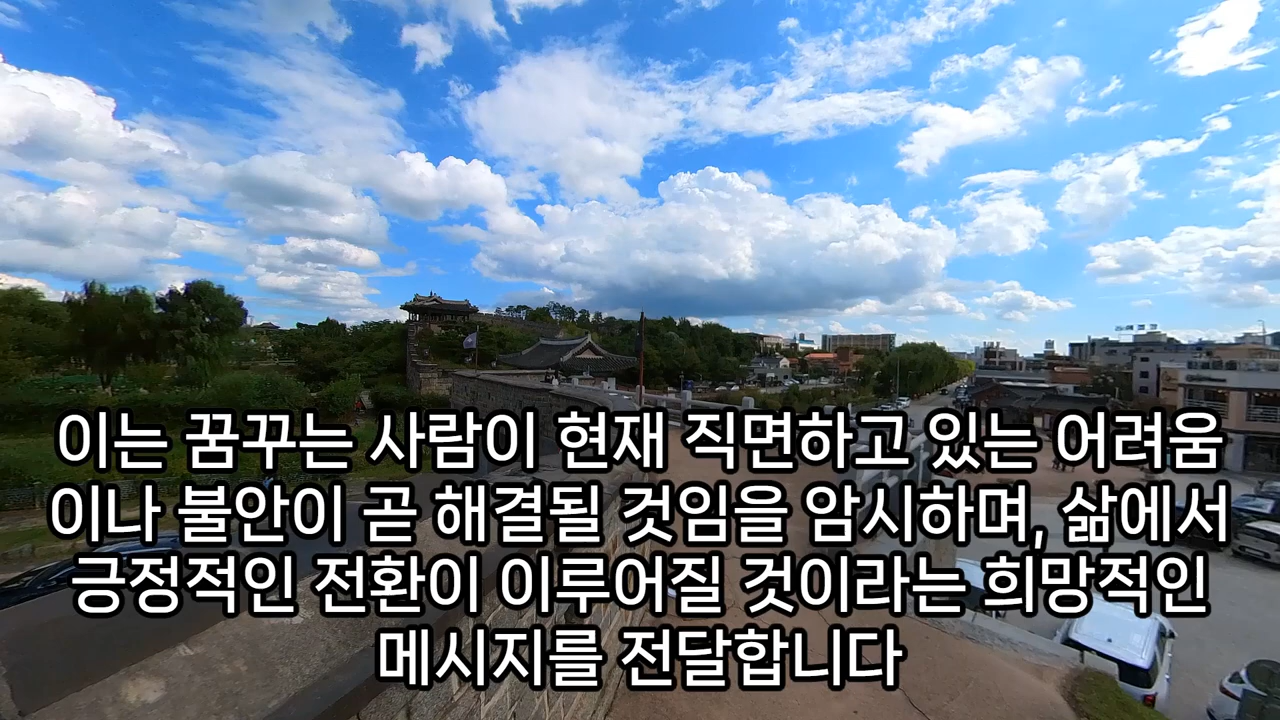 이는 꿈꾸는 사람이 현재 직면하고 있는 어려움
이나 불안이 곧 해결될 것임을 암시하며, 삶에서
긍정적인 전환이 이루어질 것이라는 희망적인
메시지를 전달합니다